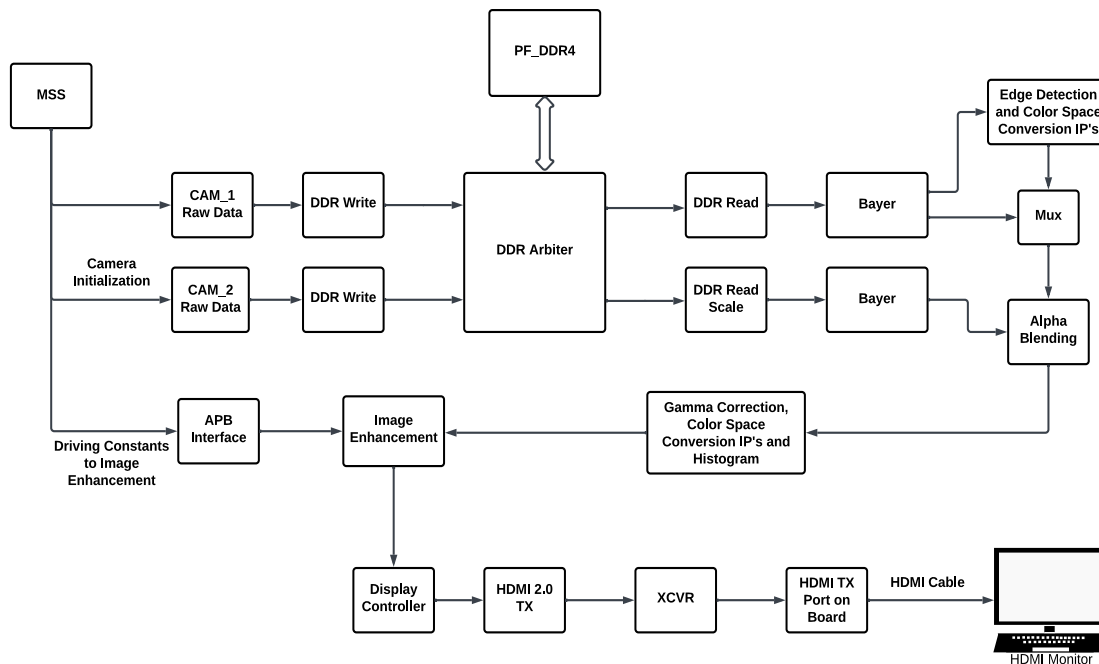 PF_DDR4
MSS
Edge Detection
and Color Space
Conversion IP's
CAM_1
Raw Data
DDR Write
DDR Arbiter
DDR Read
Bayer
Mux
Camera
Initialization
CAM_2
Raw Data
DDR Write
DDR Read
Scale
Bayer
Alpha
Blending
APB
Interface
Image
Enhancement
Gamma Correction,
Color Space
Conversion IP's and
Histogram
Driving Constants
to Image
Enhancement
Display
Controller
HDMI 2.0
TX
XCVR
HDMI TX
Port on
Board
HDMI Cable
HDMI Monitor